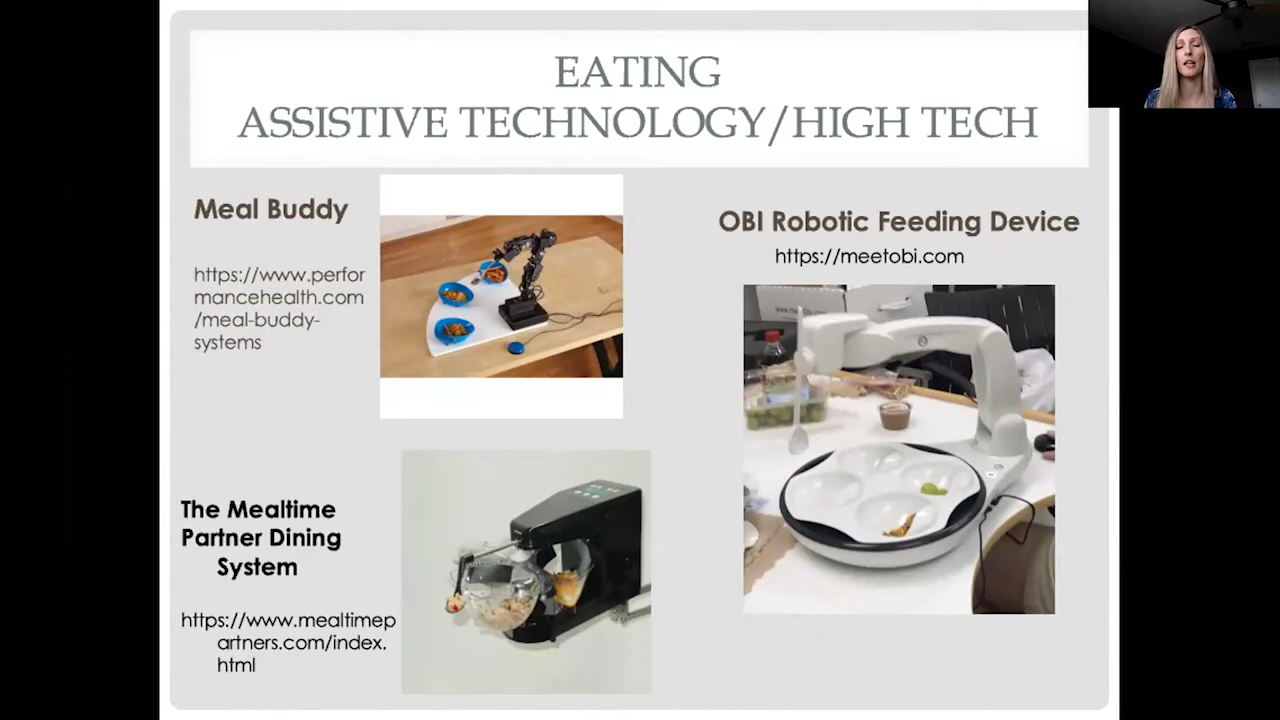 EATING
ASSISTIVE TECHNOLOGY/HIGH TECH
Meal Buddy
https://www.perfor
mancehealth.com
/meal-buddy-
systems
OBI Robotic Feeding Device
https://meetobi.com
The Mealtime
Partner Dining
System
https://www.mealtimep
artners.com/index.
html